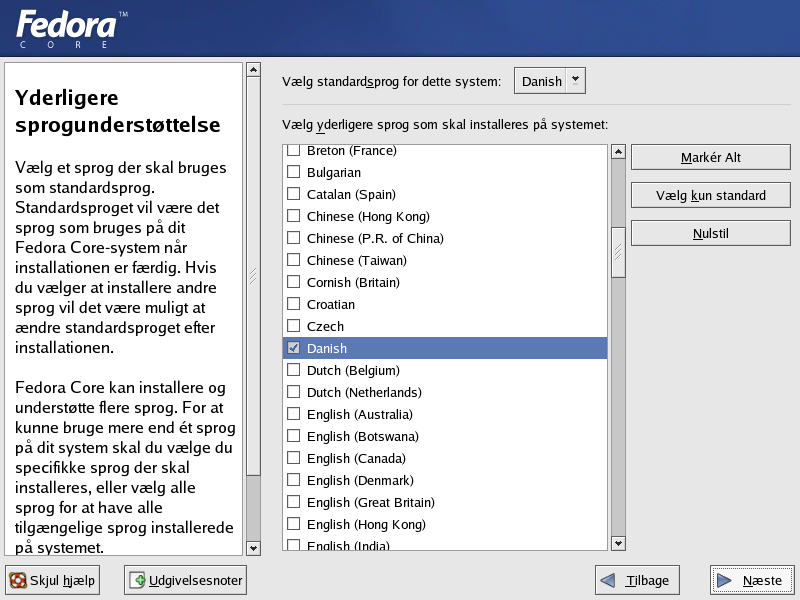 Fedora™
CORE
Yderligere
sprogunderstøttelse
Vælg et sprog der skal bruges
som standardsprog.
Standardsproget vil være det
sprog som bruges på dit
Fedora Core-system når
installationen er færdig. Hvis
du vælger at installere andre
sprog vil det være muligt at
ændre standardsproget efter
installationen.
Fedora Core kan installere og
understøtte flere sprog. For at
kunne bruge mere end ét sprog
på dit system skal du vælge du
specifikke sprog der skal
installeres, eller vælg alle
sprog for at have alle
tilgængelige sprog installerede
på systemet.
Vælg standardsprog for dette system: Danish
Vælg yderligere sprog som skal installeres på systemet:
Breton (France)
Bulgarian
Catalan (Spain)
Chinese (Hong Kong)
Chinese (P.R. of China)
Chinese (Taiwan)
Cornish (Britain)
Croatian
Czech
Danish
Dutch (Belgium)
Dutch (Netherlands)
English (Australia)
English (Botswana)
English (Canada)
English (Denmark)
English (Great Britain)
English (Hong Kong)
English (India)
Markér Alt
Vælg kun standard
Nulstil
Skjul hjælp
Udgivelsesnoter
Tilbage
Næste